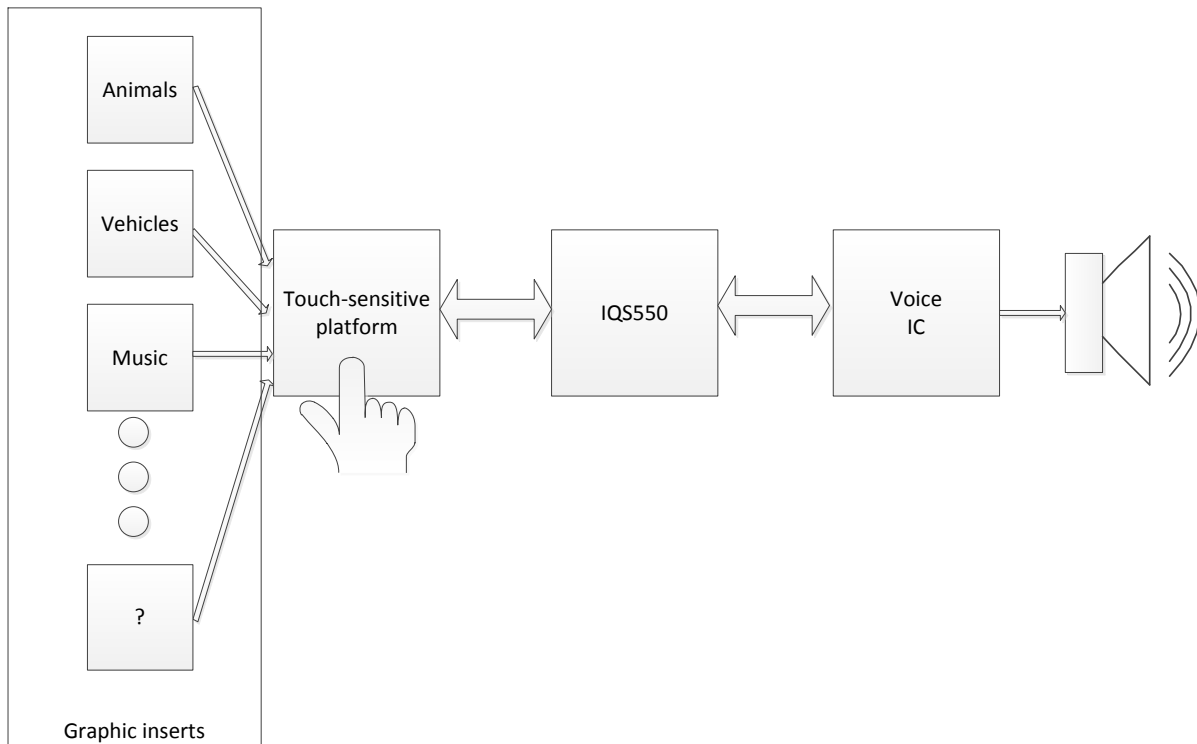 Animals
Vehicles
Music
?
Graphic inserts
Touch-sensitive
platform
IQS550
Voice
IC